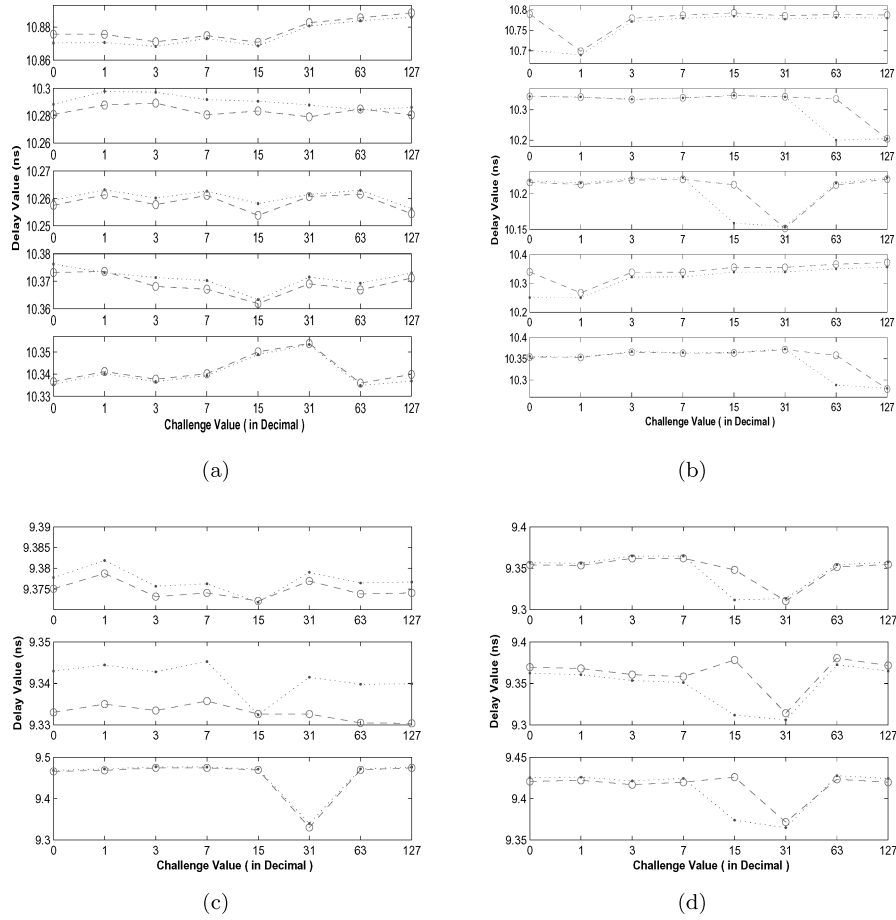 10.88
10.86
0 1 3 7 15 31 63 127
10.3
10.28
10.26
0 1 3 7 15 31 63 127
10.27
10.26
10.25
0 1 3 7 15 31 63 127
10.38
10.37
10.36
0 1 3 7 15 31 63 127
10.35
10.34
10.33
0 1 3 7 15 31 63 127
Delay Value (ns)
Challenge Value ( in Decimal )
(a)
10.8
10.7
0 1 3 7 15 31 63 127
10.3
10.2
0 1 3 7 15 31 63 127
10.2
10.15
0 1 3 7 15 31 63 127
10.4
10.3
10.2
0 1 3 7 15 31 63 127
10.4
10.35
10.3
0 1 3 7 15 31 63 127
Delay Value (ns)
Challenge Value ( in Decimal )
(b)
9.39
9.385
9.38
9.375
0 1 3 7 15 31 63 127
9.35
9.34
9.33
0 1 3 7 15 31 63 127
9.5
9.4
9.3
0 1 3 7 15 31 63 127
Delay Value (ns)
Challenge Value ( in Decimal )
(c)
9.4
9.35
9.3
0 1 3 7 15 31 63 127
9.4
9.35
9.3
0 1 3 7 15 31 63 127
9.45
9.4
9.35
0 1 3 7 15 31 63 127
Delay Value (ns)
Challenge Value ( in Decimal )
(d)